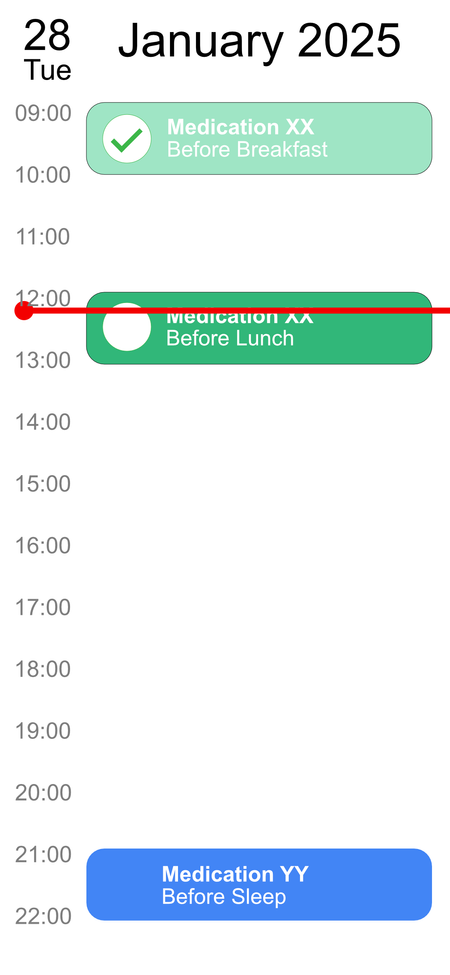 28
Tue
January 2025
09:00
Medication XX
Before Breakfast
10:00
11:00
12:00
Medication XX
Before Lunch
13:00
14:00
15:00
16:00
17:00
18:00
19:00
20:00
21:00
Medication YY
Before Sleep
22:00